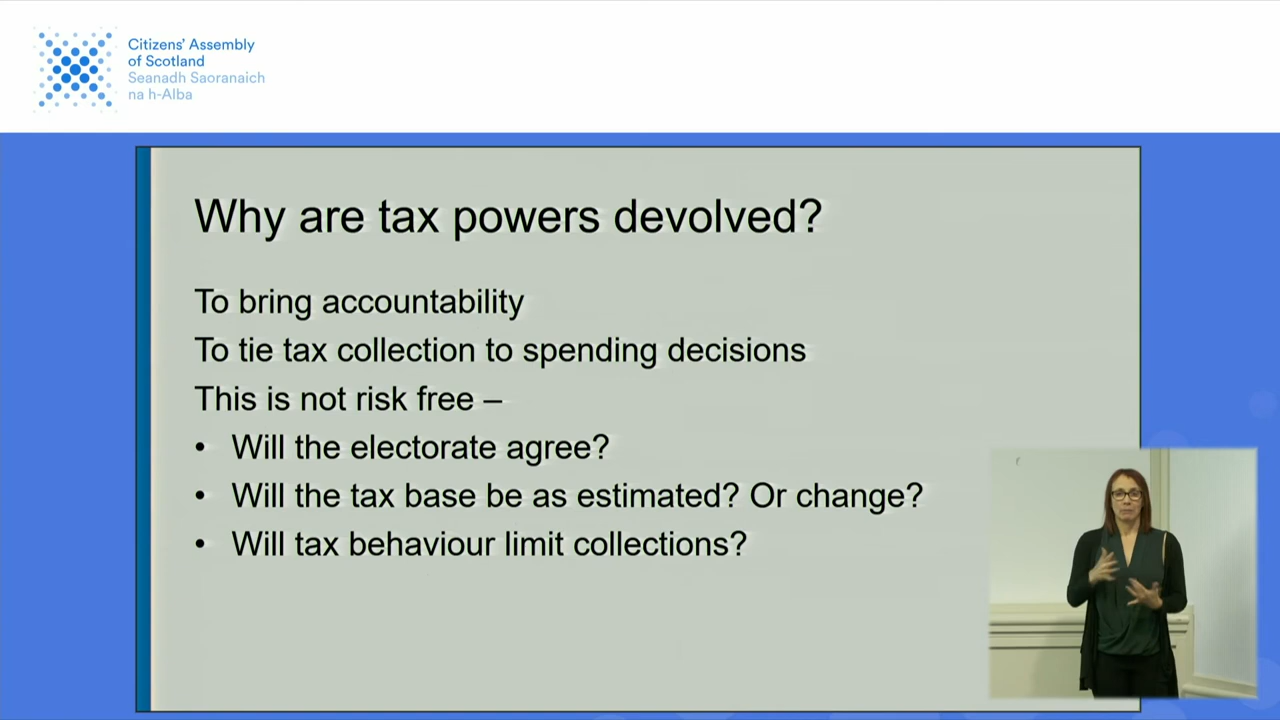 Citizens' Assembly
of Scotland
Seanadh Saoranaich
na h-Alba
Why are tax powers devolved?
To bring accountability
To tie tax collection to spending decisions
This is not risk free –
• Will the electorate agree?
• Will the tax base be as estimated? Or change?
• Will tax behaviour limit collections?